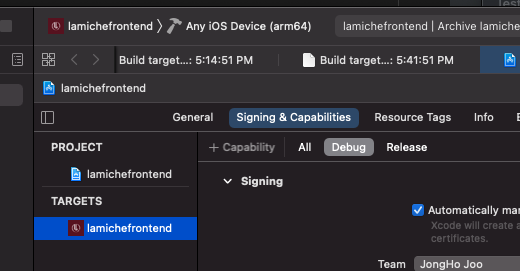 lamichefrontend Any iOS Device (arm64) lamichefrontend | Archive lamiche
Build target...: 5:14:51 PM Build target...: 5:41:51 PM
lamichefrontend
General Signing & Capabilities Resource Tags Info
PROJECT
+ Capability All Debug Release
lamichefrontend
Signing
TARGETS
lamichefrontend
Automatically mar
Xcode will create a
certificates.
Team JongHo Joo